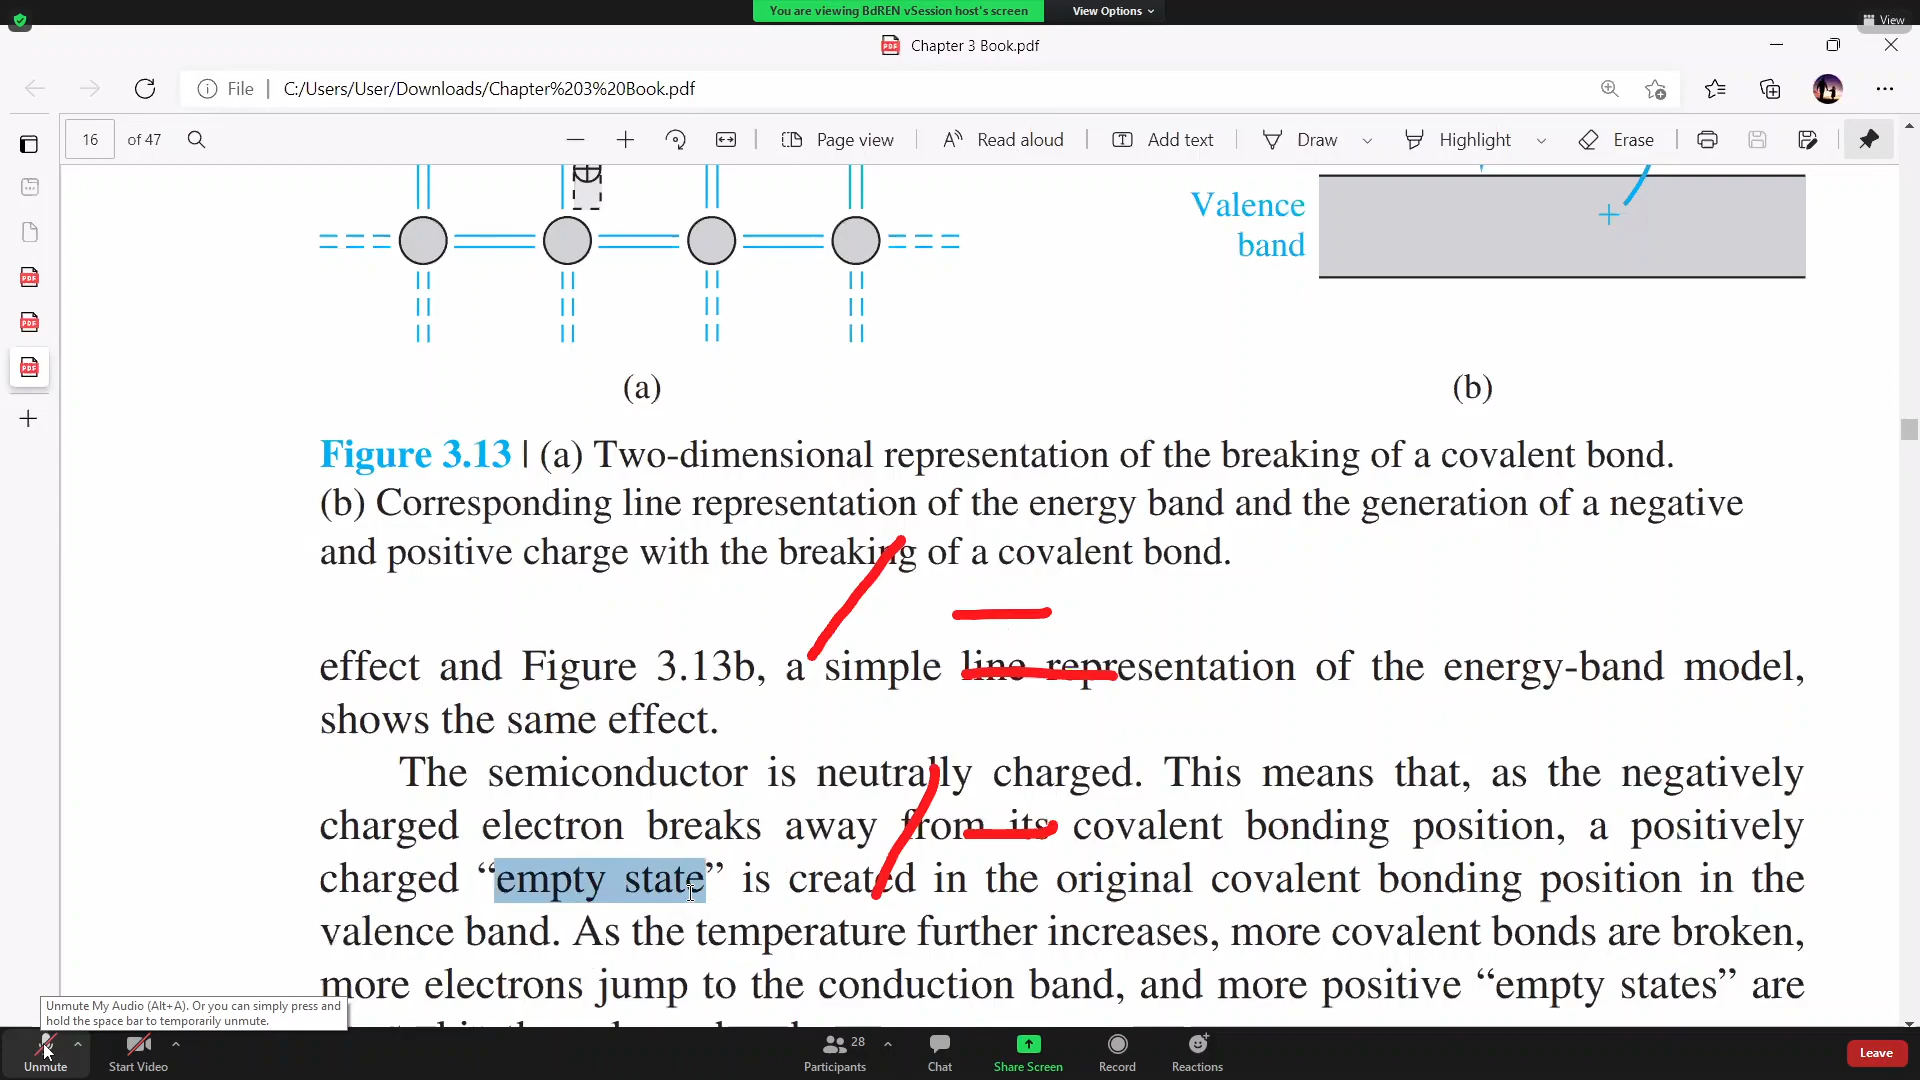 You are viewing BdREN vSession host's screen
View Options
View
Chapter 3 Book.pdf
File
C:/Users/User/Downloads/Chapter%203%20Book.pdf
16 of 47
Page view
Read aloud
Add text
Draw
Highlight
Erase
Valence
band
(a)
(b)
Figure 3.13 | (a) Two-dimensional representation of the breaking of a covalent bond.
(b) Corresponding line representation of the energy band and the generation of a negative
and positive charge with the breaking of a covalent bond.
effect and Figure 3.13b, a simple line representation of the energy-band model,
shows the same effect.
The semiconductor is neutrally charged. This means that, as the negatively
charged electron breaks away from its covalent bonding position, a positively
charged “empty state” is created in the original covalent bonding position in the
valence band. As the temperature further increases, more covalent bonds are broken,
more electrons jump to the conduction band, and more positive “empty states” are
Unmute My Audio (Alt+A). Or you can simply press and
hold the space bar to temporarily unmute.
Unmute
Start Video
28
Participants
Chat
Share Screen
Record
Reactions
Leave